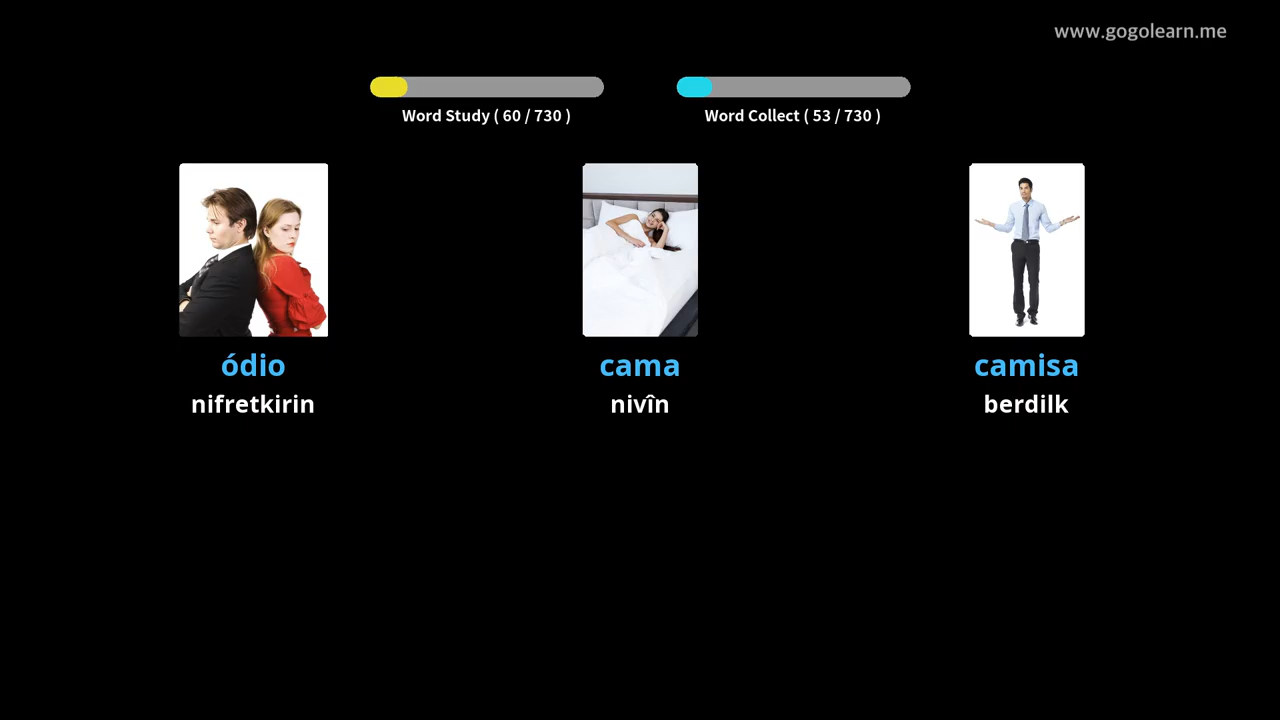 www.gogolearn.me
Word Study ( 60 / 730 )
Word Collect ( 53 / 730 )
ódio
nifretkirin
cama
nivîn
camisa
berdilk